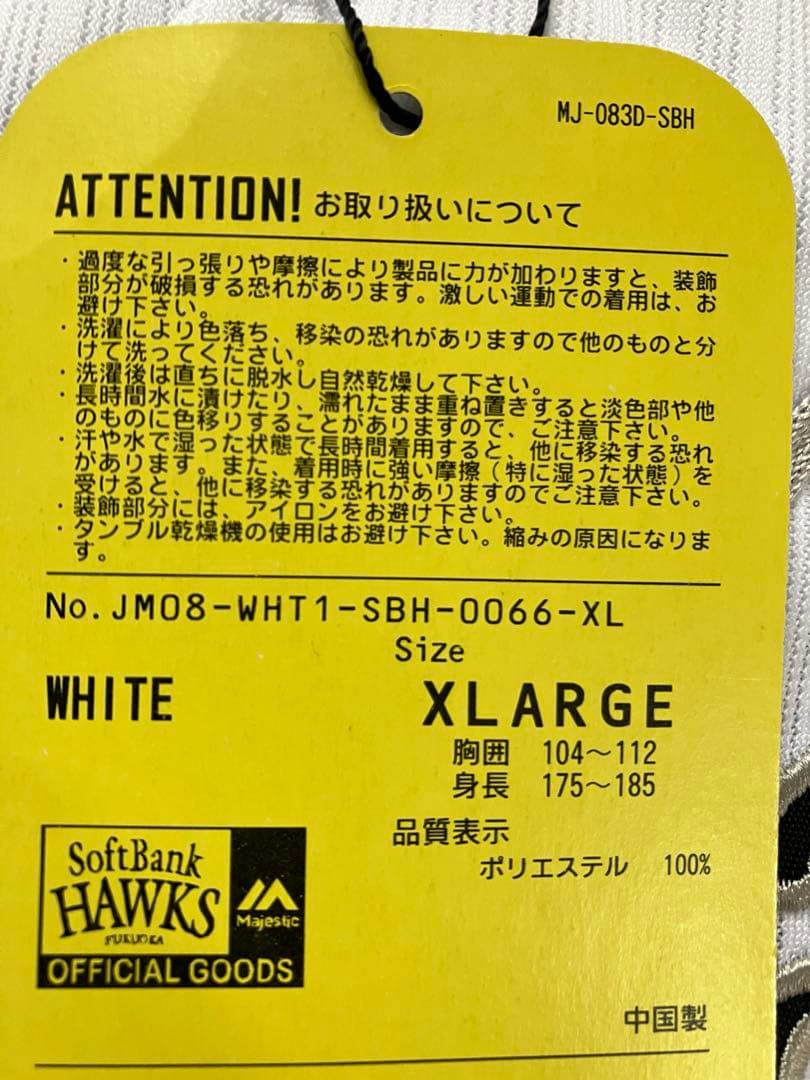 MJ-083D-SBH
ATTENTION! お取り扱いについて
・過度な引っ張りや摩擦により製品に力が加わりますと、装飾
部分が破損する恐れがあります。激しい運動での着用は、お
避け下さい。
・洗濯により色落ち、移染の恐れがありますので他のものと分
けて洗ってください。
・洗濯後は直ちに脱水し自然乾燥して下さい。
・長時間水に漬けたり、濡れたまま重ね置きすると淡色部や他
のものに色移りすることがありますので、ご注意下さい。
・汗や水で湿った状態で長時間着用すると、他に移染する恐れ
があります。また、着用時に強い摩擦（特に湿った状態）を
受けると、他に移染する恐れがありますのでご注意下さい。
・装飾部分には、アイロンをお避け下さい。
・タンブル乾燥機の使用はお避け下さい。縮みの原因になりま
す。
No.JM08-WHT1-SBH-0066-XL
Size
WHITE XLARGE
胸囲 104～112
身長 175～185
品質表示
ポリエステル 100%
SoftBank
HAWKS
FUKUOKA
Majestic
OFFICIAL GOODS
中国製